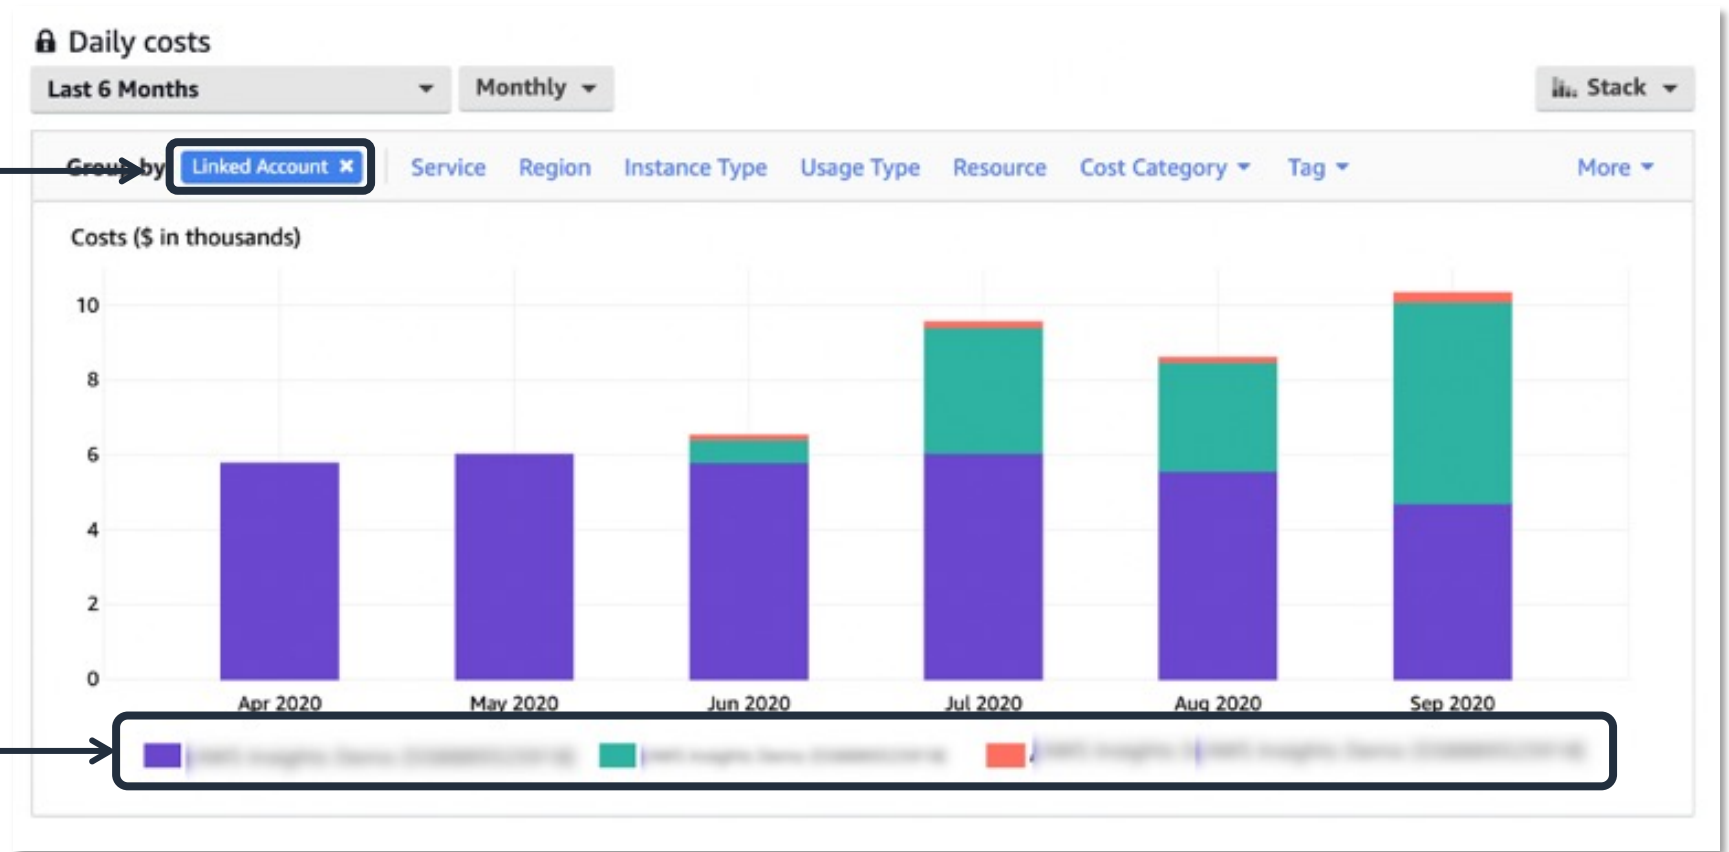 Daily costs
Last 6 Months
Monthly
Stack
Group by
Linked Account ×
Service
Region
Instance Type
Usage Type
Resource
Cost Category
Tag
More
Costs ($ in thousands)
10
8
6
4
2
0
Apr 2020
May 2020
Jun 2020
Jul 2020
Aug 2020
Sep 2020